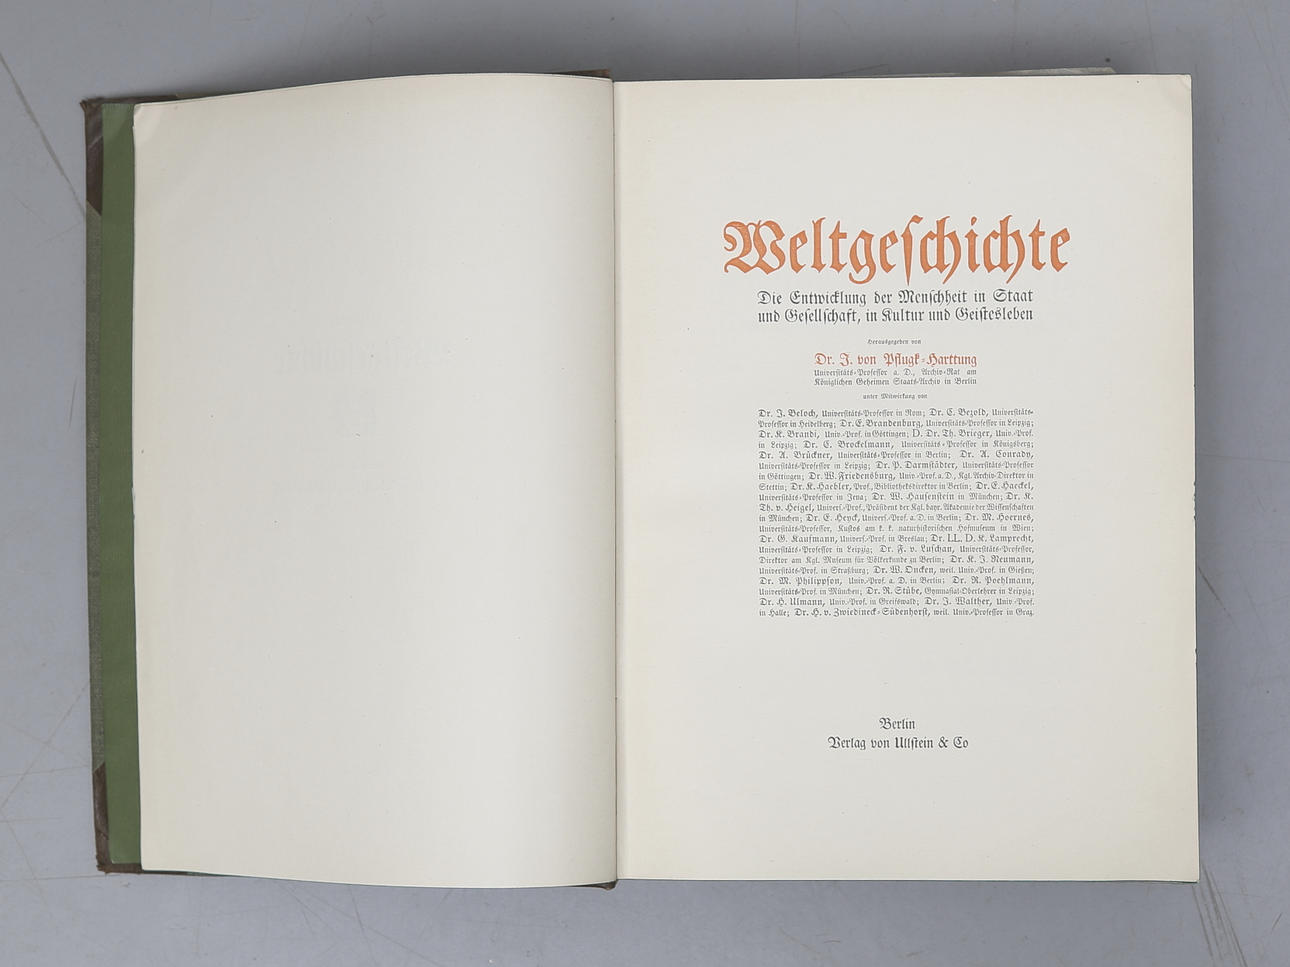 Weltgeschichte
Die Entwicklung der Menschheit in Staat
und Gesellschaft, in Kultur und Geistesleben
Herausgegeben von
Dr. J. von Pflugk-Harttung
Universitäts-Professor a. D., Archiv-Rat am
Königlichen Geheimen Staats-Archiv in Berlin
unter Mitwirkung von
Dr. J. Beloch, Universitäts-Professor in Rom; Dr. C. Bezold, Universitäts-
Professor in Heidelberg; Dr. E. Brandenburg, Universitäts-Professor in Leipzig;
Dr. K. Brandi, Univ.-Prof. in Göttingen; D. Dr. Th. Brieger, Univ.-Prof.
in Leipzig; Dr. C. Brockelmann, Universitäts-Professor in Königsberg;
Dr. A. Brückner, Universitäts-Professor in Berlin; Dr. A. Conrady,
Universitäts-Professor in Leipzig; Dr. P. Darmstädter, Universitäts-Professor
in Göttingen; Dr. W. Friedensburg, Univ.-Prof. a. D., Kgl. Archiv-Direktor in
Stettin; Dr. K. Haebler, Prof., Bibliotheksdirektor in Berlin; Dr. E. Haeckel,
Universitäts-Professor in Jena; Dr. W. Hausenstein in München; Dr. K.
Th. v. Heigel, Univers.-Prof., Präsident der Kgl. bayr. Akademie der Wissenschaften
in München; Dr. E. Heyck, Univers.-Prof. a. D. in Berlin; Dr. M. Hoernes,
Universitäts-Professor, Kustos am k. k. naturhistorischen Hofmuseum in Wien;
Dr. G. Kaufmann, Univers.-Prof. in Breslau; Dr. LL. D. K. Lamprecht,
Universitäts-Professor in Leipzig; Dr. F. v. Luschan, Universitäts-Professor,
Direktor am Kgl. Museum für Völkerkunde zu Berlin; Dr. K. J. Neumann,
Universitäts-Prof. in Straßburg; Dr. W. Oncken, weil. Univ.-Prof. in Gießen;
Dr. M. Philippson, Univ.-Prof. a. D. in Berlin; Dr. R. Poehlmann,
Universitäts-Prof. in München; Dr. R. Stübe, Gymnasial-Oberlehrer in Leipzig;
Dr. H. Ulmann, Univ.-Prof. in Greifswald; Dr. J. Walther, Univ.-Prof.
in Halle; Dr. H. v. Zwiedineck-Südenhorst, weil. Univ.-Professor in Graz
Berlin
Verlag von Ullstein & Co